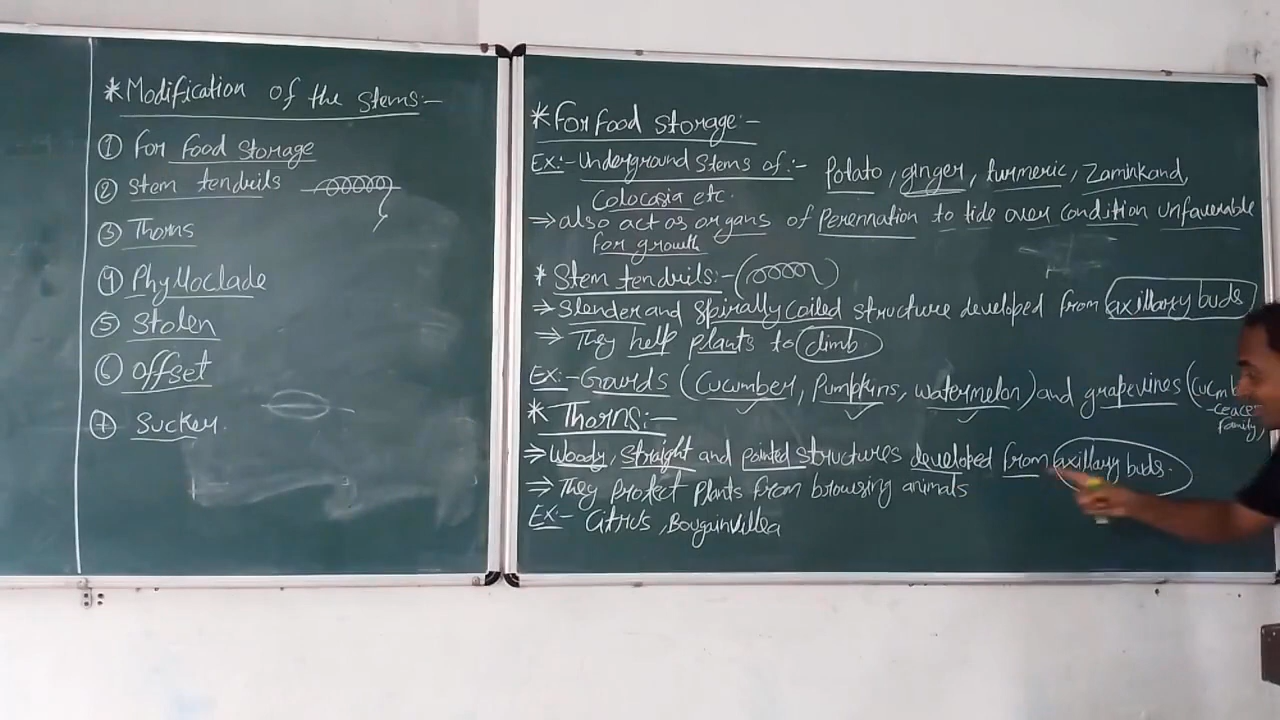 *Modification of the Stems:-
① For food Storage
② Stem tendrils
③ Thorns
④ Phylloclade
⑤ Stolen
⑥ Offset
⑦ Sucker.
*For food Storage:-
Ex:- Underground Stems of:- Potato, ginger, turmeric, Zaminkand,
Colocasia etc.
⇒ also act as organs of Perennation to tide over condition unfaverable
for growth
* Stem tendrils:-
⇒ Slender and Spirally Coiled structure developed from axillary buds
⇒ They help plants to climb
Ex:- Gourds (Cucumber, Pumpkins, watermelon) and grapevines
family)
* Thorns:-
⇒ Woody, Straight and pointed structures developed from axillary buds.
⇒ They protect plants from browsing animals
Ex:- Citrus, Bougainvillea